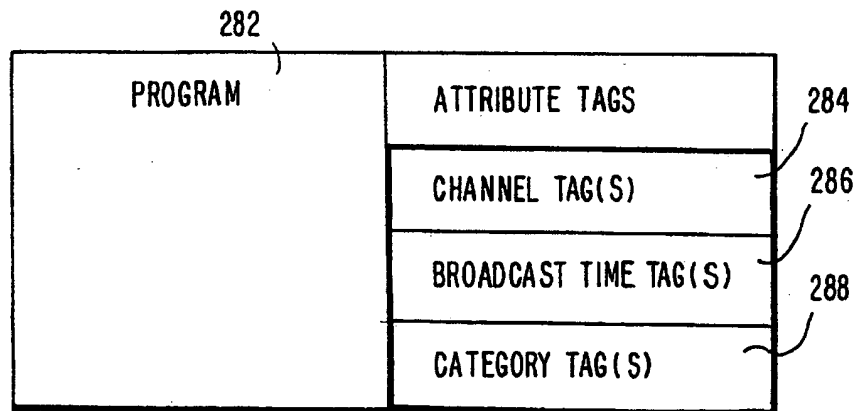 282
PROGRAM
ATTRIBUTE TAGS
284
CHANNEL TAG(S)
286
BROADCAST TIME TAG(S)
288
CATEGORY TAG(S)